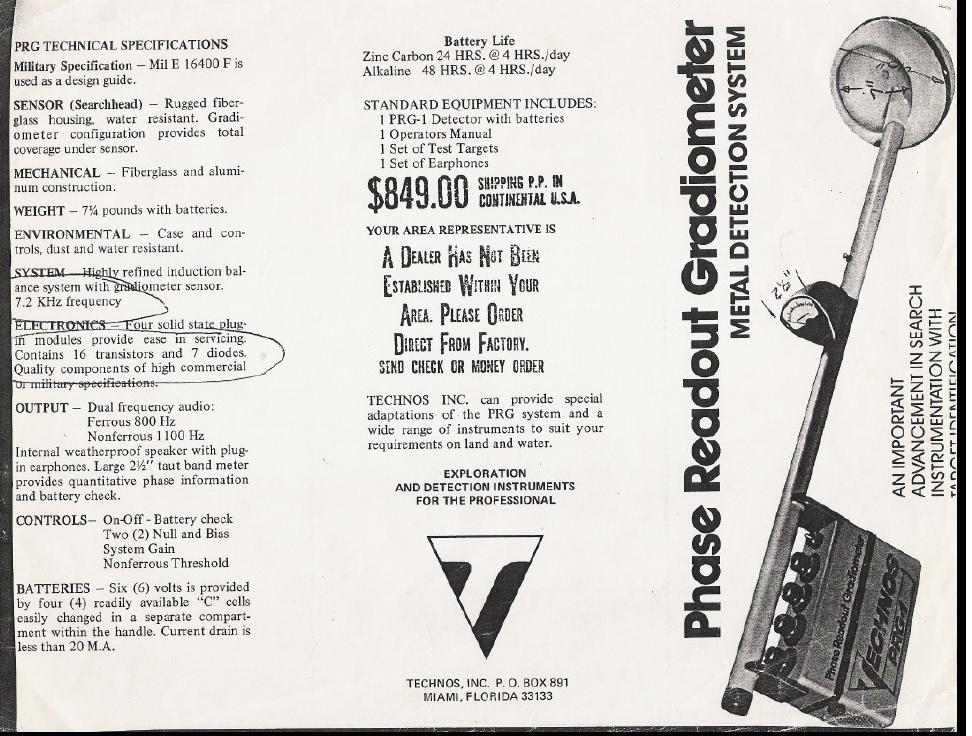 PRG TECHNICAL SPECIFICATIONS
Military Specification – Mil E 16400 F is
used as a design guide.
SENSOR (Searchhead) – Rugged fiber-
glass housing, water resistant. Gradi-
ometer configuration provides total
coverage under sensor.
MECHANICAL – Fiberglass and alumi-
num construction.
WEIGHT – 7¼ pounds with batteries.
ENVIRONMENTAL – Case and con-
trols, dust and water resistant.
SYSTEM – Highly refined induction bal-
ance system with gradiometer sensor.
7.2 KHz frequency
ELECTRONICS – Four solid state plug-
in modules provide ease in servicing.
Contains 16 transistors and 7 diodes.
Quality components of high commercial
or military specifications.
OUTPUT – Dual frequency audio:
Ferrous 800 Hz
Nonferrous 1100 Hz
Internal weatherproof speaker with plug-
in earphones. Large 2½" taut band meter
provides quantitative phase information
and battery check.
CONTROLS– On-Off - Battery check
Two (2) Null and Bias
System Gain
Nonferrous Threshold
BATTERIES – Six (6) volts is provided
by four (4) readily available "C" cells
easily changed in a separate compart-
ment within the handle. Current drain is
less than 20 M.A.
Battery Life
Zinc Carbon 24 HRS. @ 4 HRS./day
Alkaline 48 HRS. @ 4 HRS./day
STANDARD EQUIPMENT INCLUDES:
1 PRG-1 Detector with batteries
1 Operators Manual
1 Set of Test Targets
1 Set of Earphones
$849.00 SHIPPING P.P. IN
CONTINENTAL U.S.A.
YOUR AREA REPRESENTATIVE IS
A DEALER HAS NOT BEEN
ESTABLISHED WITHIN YOUR
AREA. PLEASE ORDER
DIRECT FROM FACTORY.
SEND CHECK OR MONEY ORDER
TECHNOS INC. can provide special
adaptations of the PRG system and a
wide range of instruments to suit your
requirements on land and water.
EXPLORATION
AND DETECTION INSTRUMENTS
FOR THE PROFESSIONAL
TECHNOS, INC. P. O. BOX 891
MIAMI, FLORIDA 33133
Phase Readout Gradiometer
METAL DETECTION SYSTEM
Phase Readout Gradiometer
TECHNOS
PRG1
AN IMPORTANT
ADVANCEMENT IN SEARCH
INSTRUMENTATION WITH
TARGET IDENTIFICATION